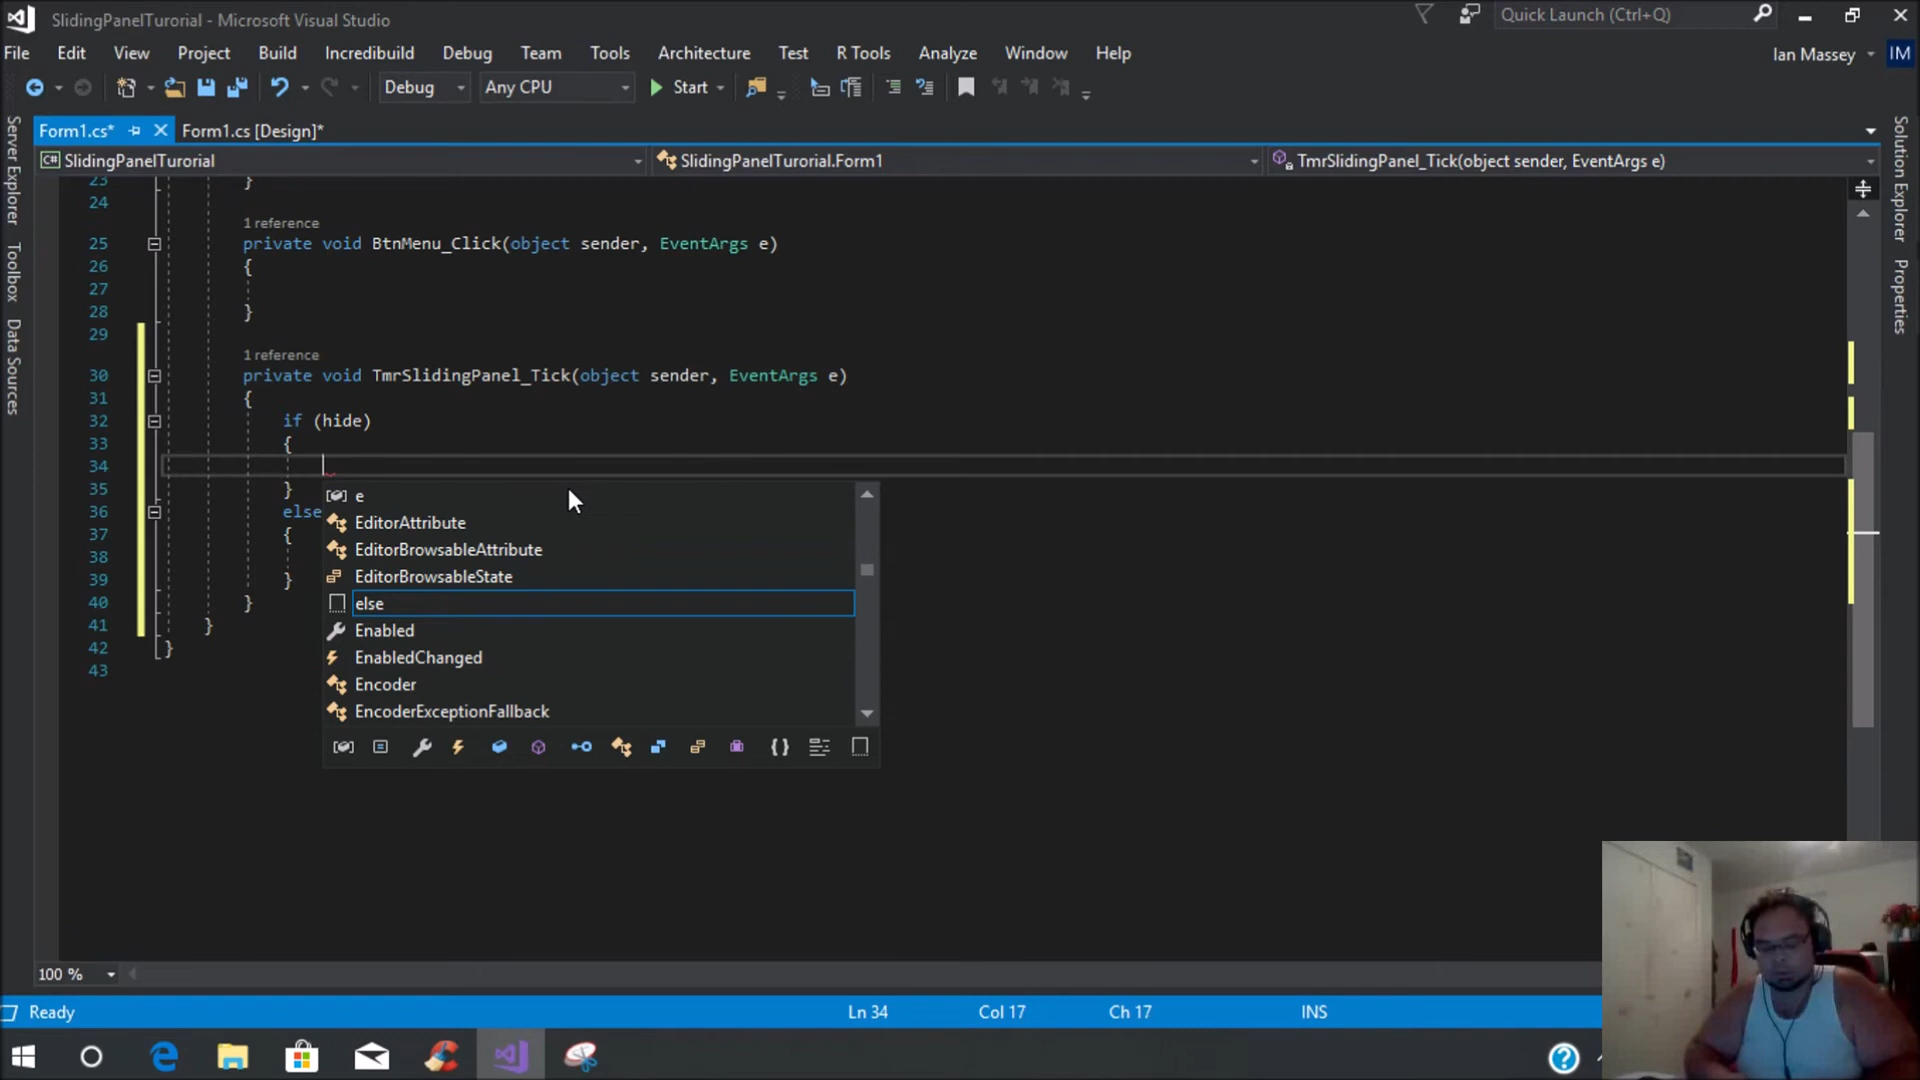 SlidingPanelTurorial - Microsoft Visual Studio
Quick Launch (Ctrl+Q)
File Edit View Project Build Incredibuild Debug Team Tools Architecture Test R Tools Analyze Window Help
Ian Massey IM
Debug Any CPU Start
Form1.cs* Form1.cs [Design]*
C# SlidingPanelTurorial SlidingPanelTurorial.Form1 TmrSlidingPanel_Tick(object sender, EventArgs e)
Server Explorer
Toolbox
Data Sources
Solution Explorer
Properties
23 }
24
1 reference
25 private void BtnMenu_Click(object sender, EventArgs e)
26 {
27
28 }
29
1 reference
30 private void TmrSlidingPanel_Tick(object sender, EventArgs e)
31 {
32 if (hide)
33 {
34
35 }
36 else
37 {
38
39 }
40 }
41 }
42 }
43
e
EditorAttribute
EditorBrowsableAttribute
EditorBrowsableState
else
Enabled
EnabledChanged
Encoder
EncoderExceptionFallback
100 %
Ready Ln 34 Col 17 Ch 17 INS